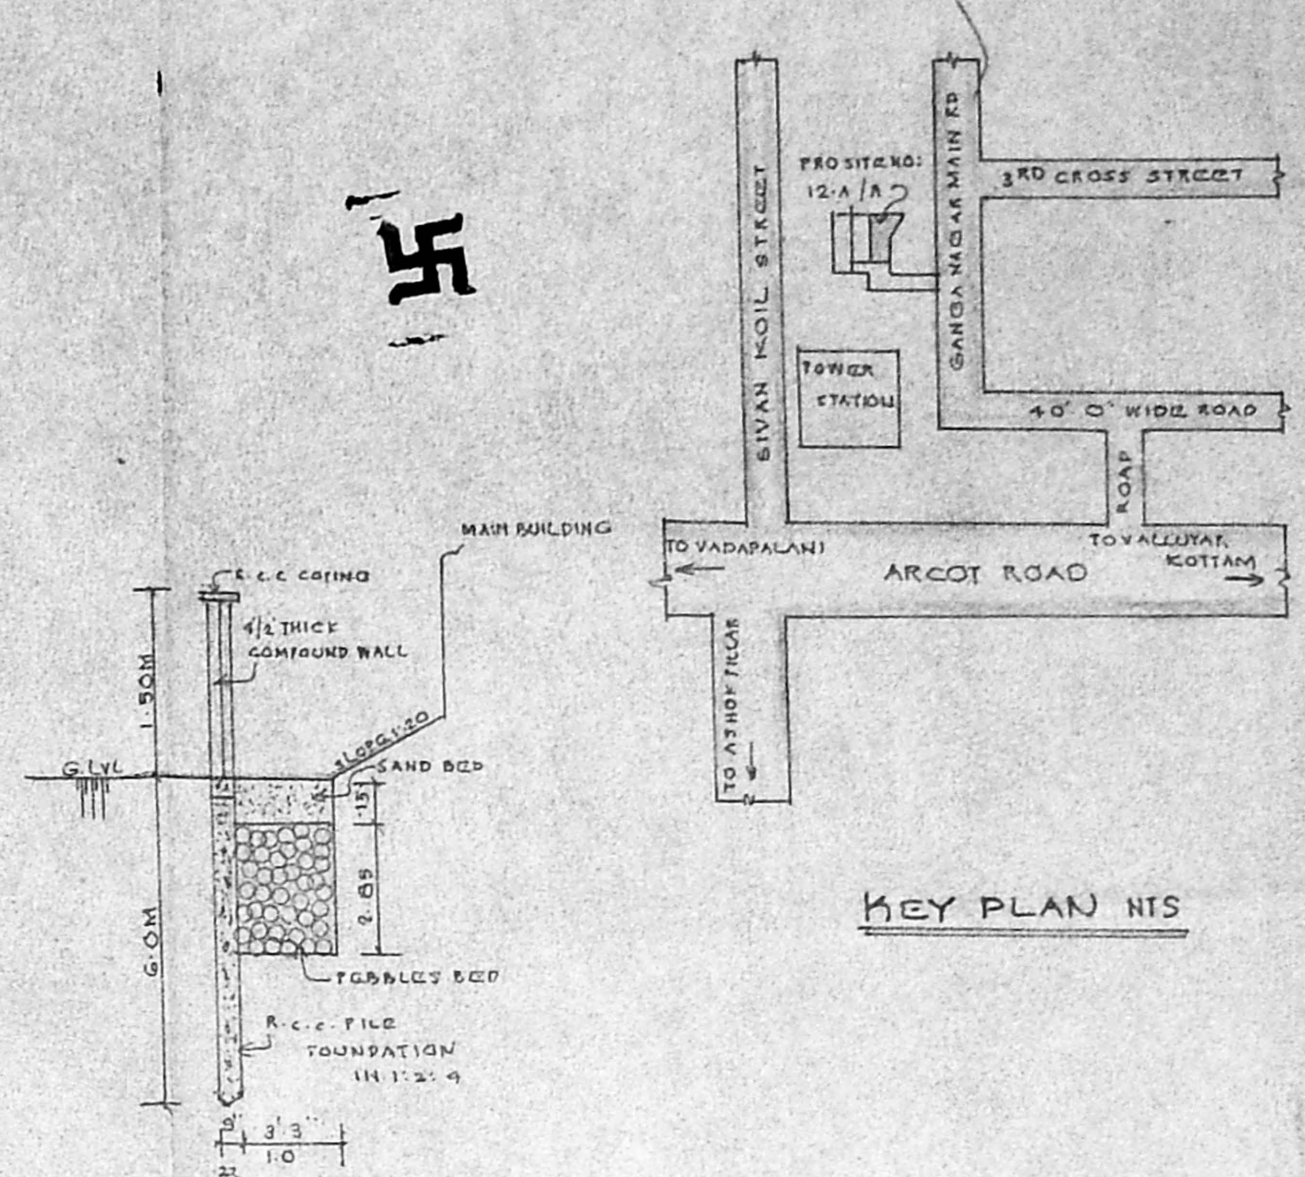 PRO SITE NO:
12.A/A
SIVAN KOIL STREET
GANGA NAGAR MAIN RD
3RD CROSS STREET
POWER
STATION
40' 0" WIDE ROAD
ROAD
TO VADAPALANI
ARCOT ROAD
TO VALLUVAR
KOTTAM
TO ASHOK PILLAR
KEY PLAN NTS
MAIN BUILDING
R.C.C COPING
4½" THICK
COMPOUND WALL
1.50M
SLOPE 1:20
G.LVL
SAND BED
.15
2.85
6.0M
PEBBLES BED
R.C.C. PILE
FOUNDATION
IN 1:2:4
9"
3' 3"
1.0